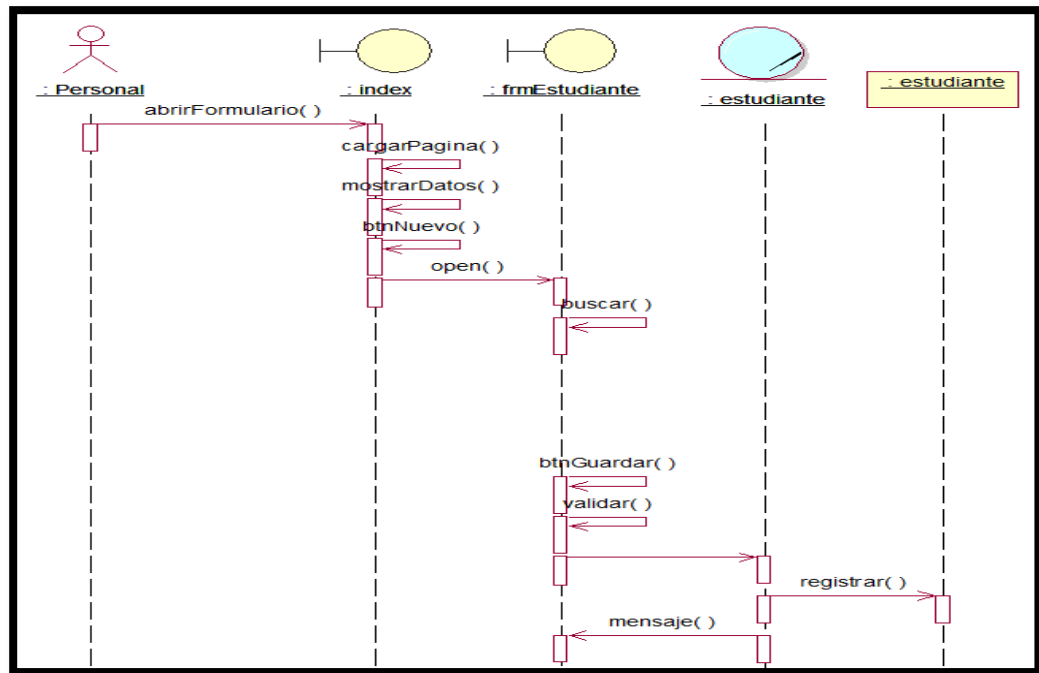 : Personal
: index
: frmEstudiante
: estudiante
: estudiante
abrirFormulario( )
cargarPagina( )
mostrarDatos( )
btnNuevo( )
open( )
buscar( )
btnGuardar( )
validar( )
registrar( )
mensaje( )